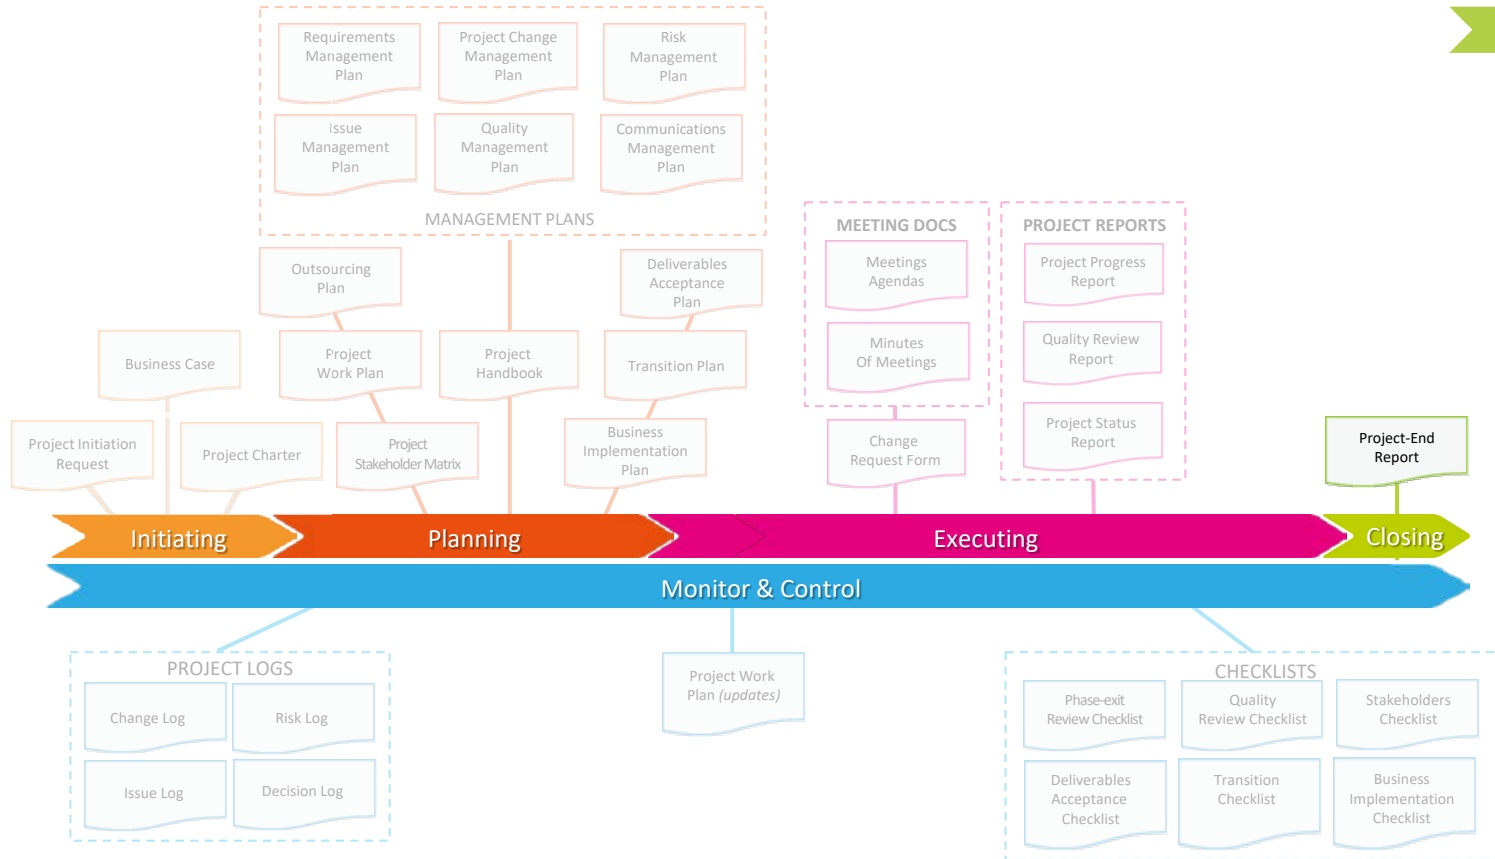 Requirements
Management
Plan
Project Change
Management
Plan
Risk
Management
Plan
Issue
Management
Plan
Quality
Management
Plan
Communications
Management
Plan
MANAGEMENT PLANS
MEETING DOCS
Meetings
Agendas
Minutes
Of Meetings
PROJECT REPORTS
Project Progress
Report
Quality Review
Report
Project Status
Report
Outsourcing
Plan
Deliverables
Acceptance
Plan
Business Case
Project
Work Plan
Project
Handbook
Transition Plan
Project Initiation
Request
Project Charter
Project
Stakeholder Matrix
Business
Implementation
Plan
Change
Request Form
Project-End
Report
Initiating
Planning
Executing
Closing
Monitor & Control
PROJECT LOGS
Change Log
Risk Log
Issue Log
Decision Log
Project Work
Plan (updates)
CHECKLISTS
Phase-exit
Review Checklist
Quality
Review Checklist
Stakeholders
Checklist
Deliverables
Acceptance
Checklist
Transition
Checklist
Business
Implementation
Checklist